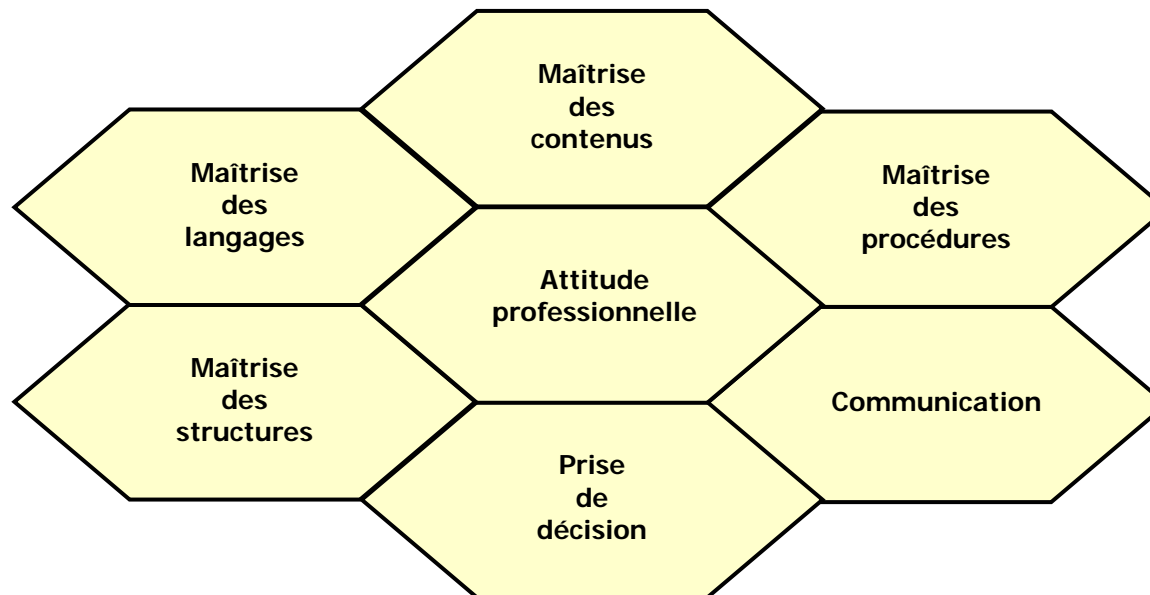 Maîtrise
des
contenus
Maîtrise
des
langages
Maîtrise
des
procédures
Attitude
professionnelle
Maîtrise
des
structures
Communication
Prise
de
décision